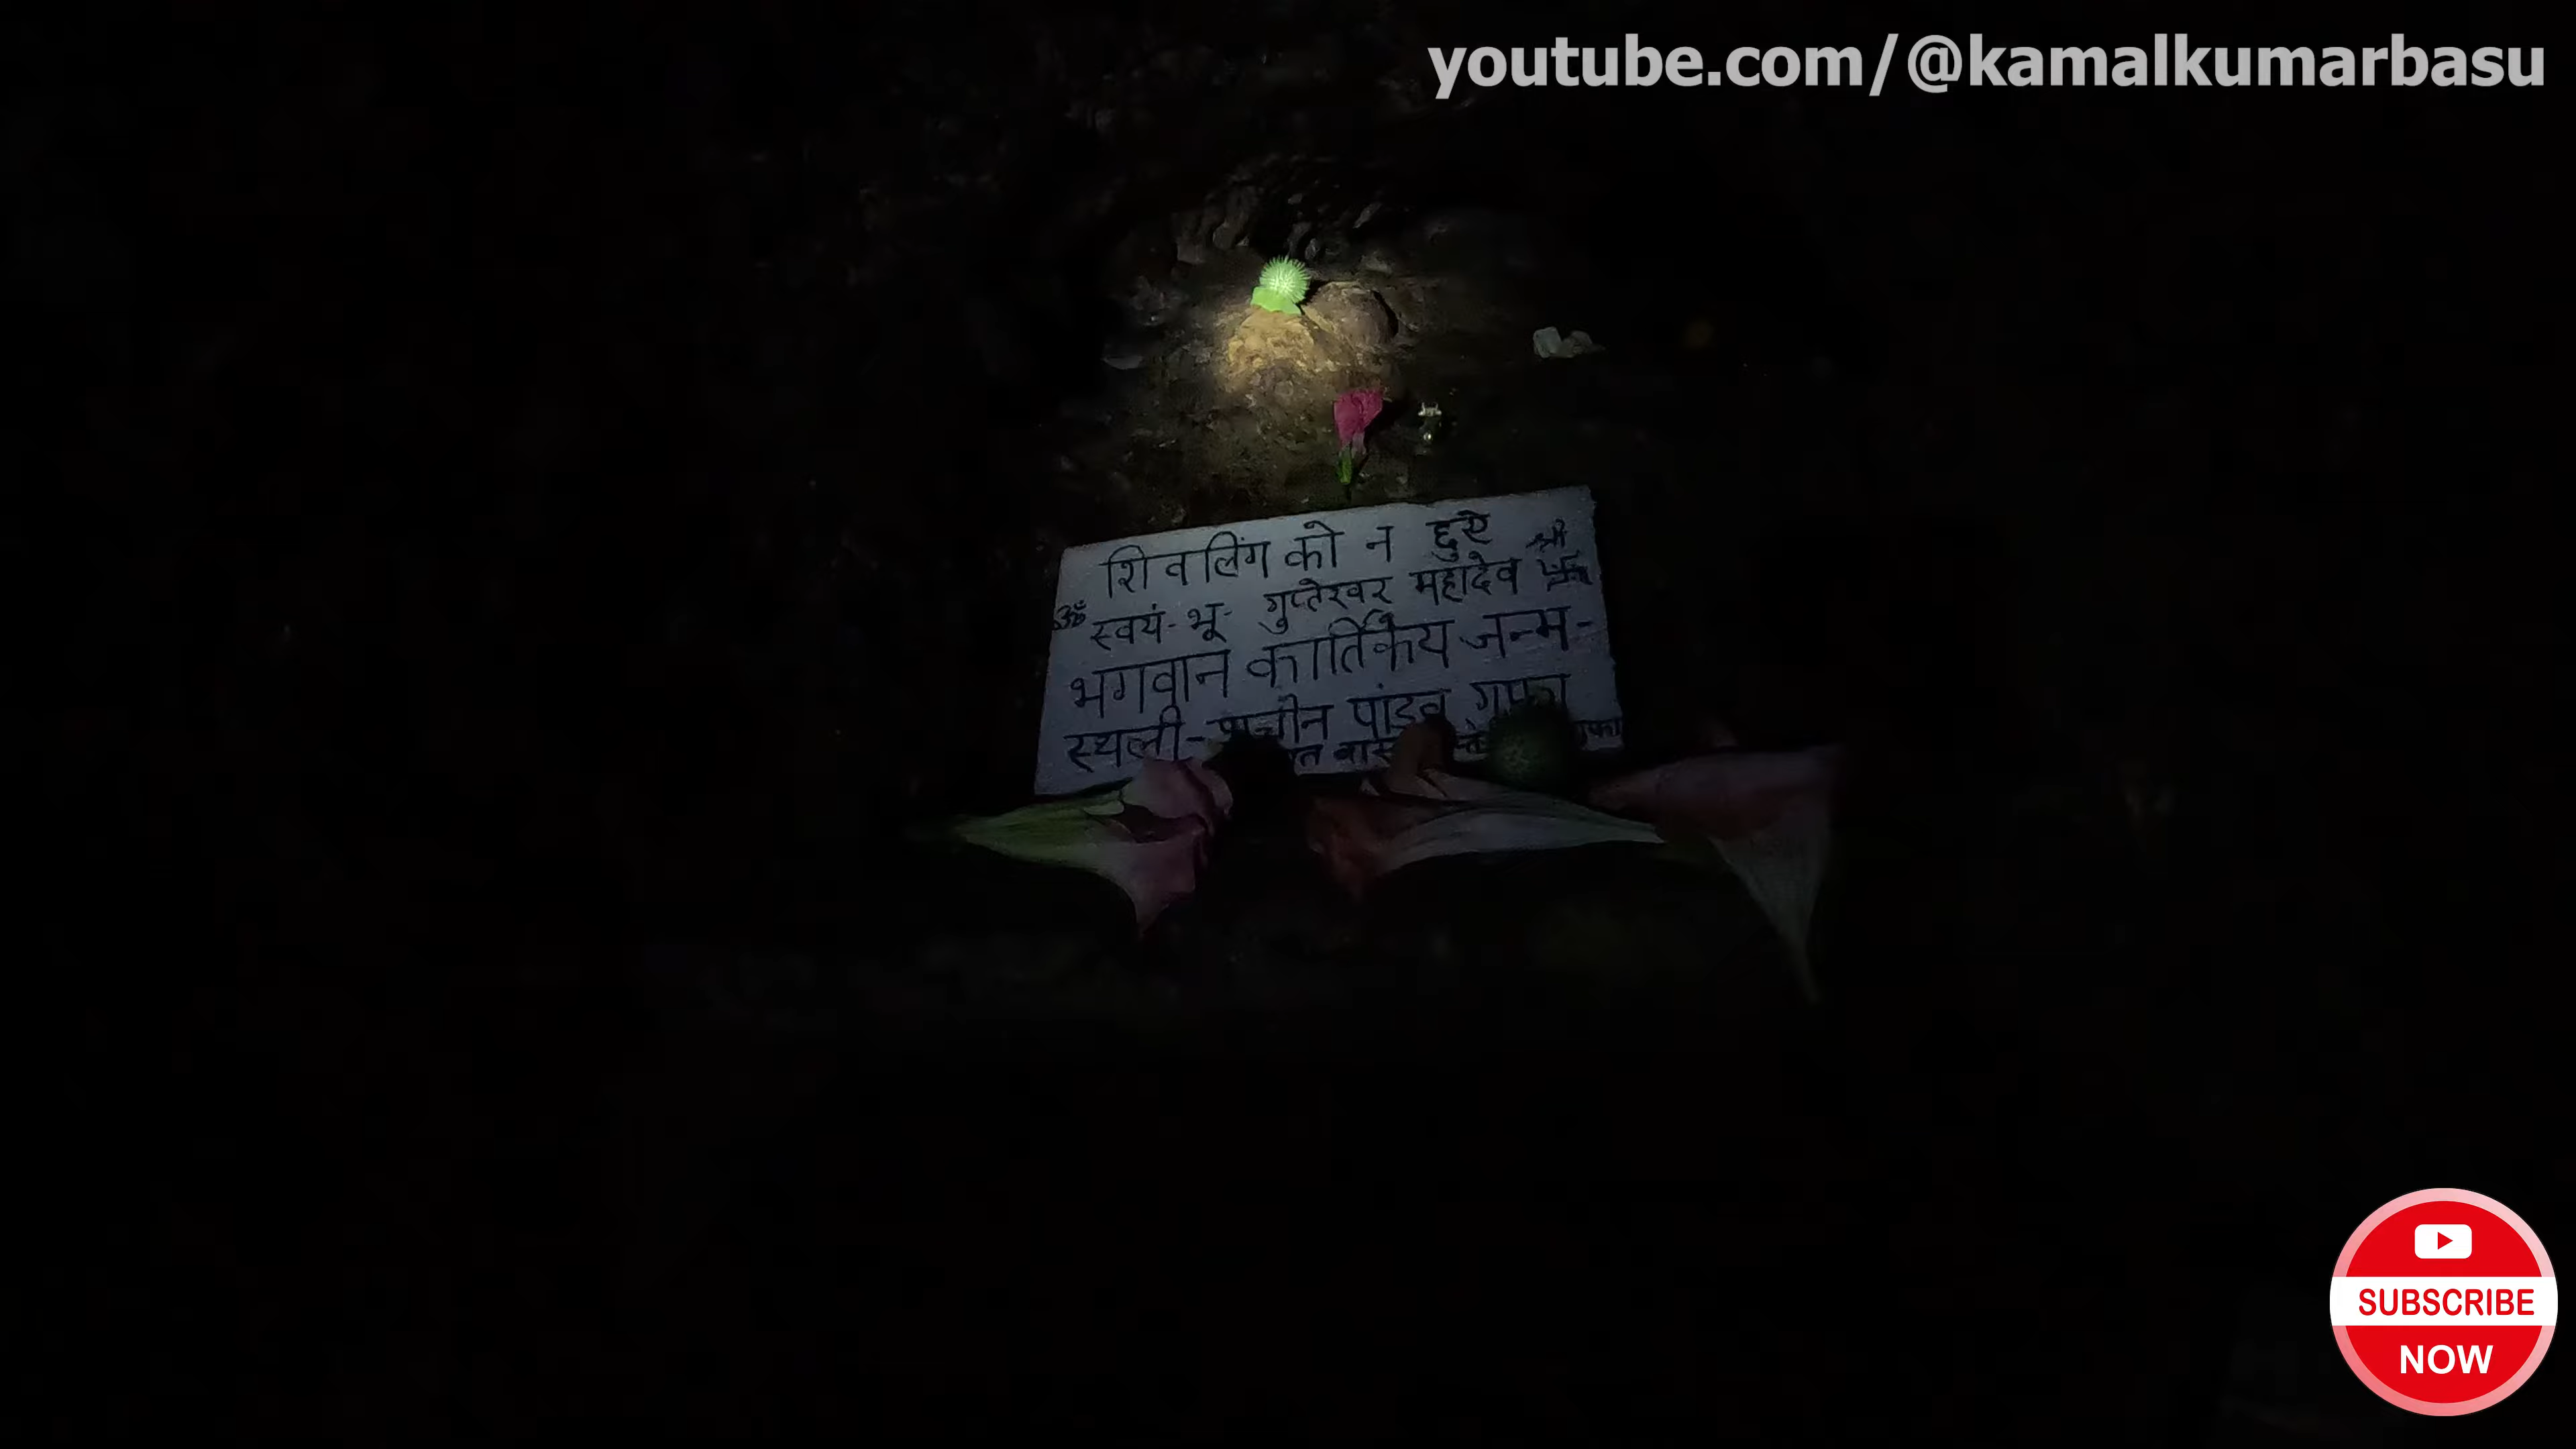 youtube.com/@kamalkumarbasu
शिवलिंग को न छुऐ
ॐ स्वयं-भू- गुप्तेश्वर महादेव श्री
भगवान कार्तिकेय जन्म-
स्थली- प्राचीन पांडव गुफा
गुफा
SUBSCRIBE
NOW